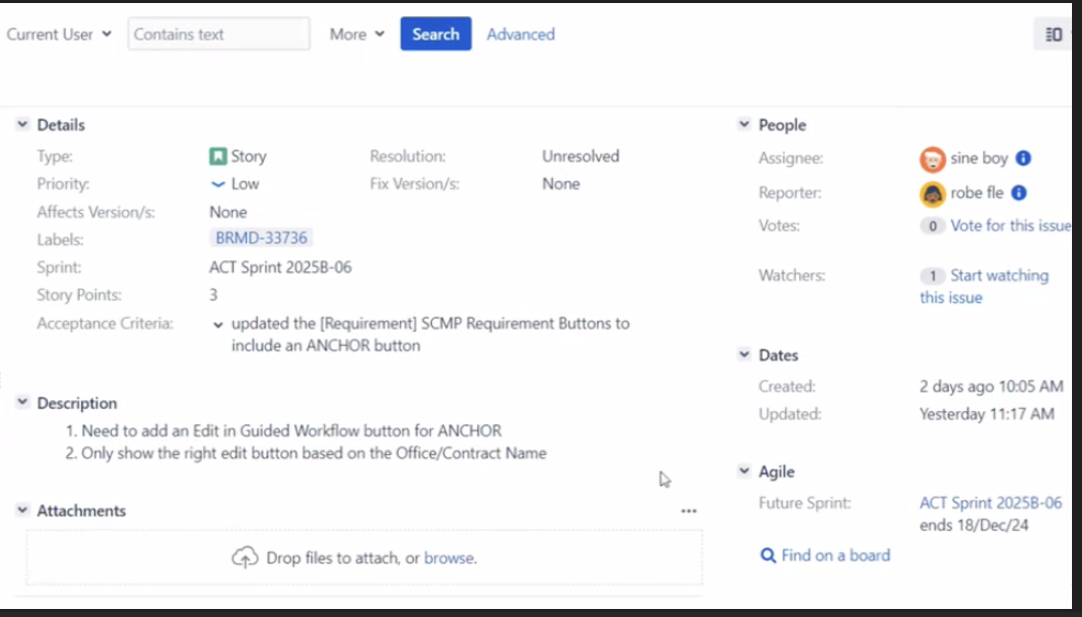 Current User Contains text More Search Advanced
Details
Type: Story Resolution: Unresolved
Priority: Low Fix Version/s: None
Affects Version/s: None
Labels: BRMD-33736
Sprint: ACT Sprint 2025B-06
Story Points: 3
Acceptance Criteria: updated the [Requirement] SCMP Requirement Buttons to
include an ANCHOR button
Description
1. Need to add an Edit in Guided Workflow button for ANCHOR
2. Only show the right edit button based on the Office/Contract Name
Attachments
Drop files to attach, or browse.
People
Assignee: sine boy
Reporter: robe fle
Votes: 0 Vote for this issue
Watchers: 1 Start watching
this issue
Dates
Created: 2 days ago 10:05 AM
Updated: Yesterday 11:17 AM
Agile
Future Sprint: ACT Sprint 2025B-06
ends 18/Dec/24
Find on a board